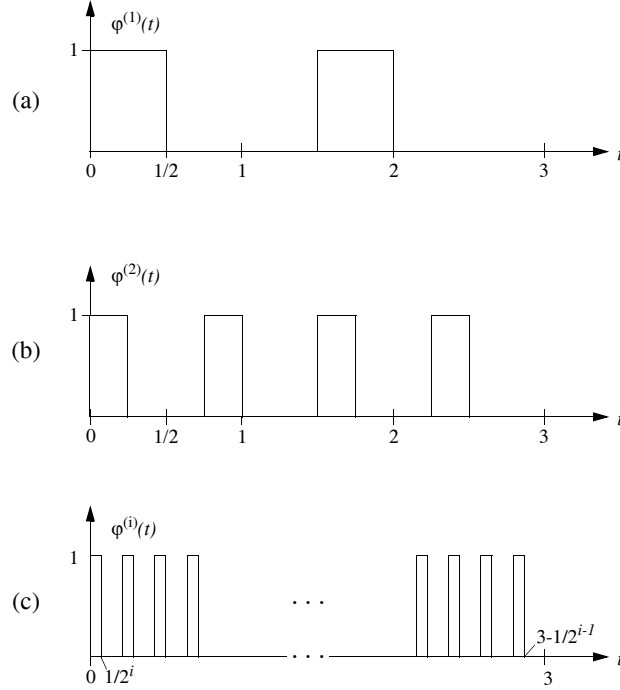 φ^(1)(t)
1
(a)
0 1/2 1 2 3 t
φ^(2)(t)
1
(b)
0 1/2 1 2 3 t
φ^(i)(t)
1
(c)
. . .
. . .
3-1/2^i-1
0 1/2^i 3 t